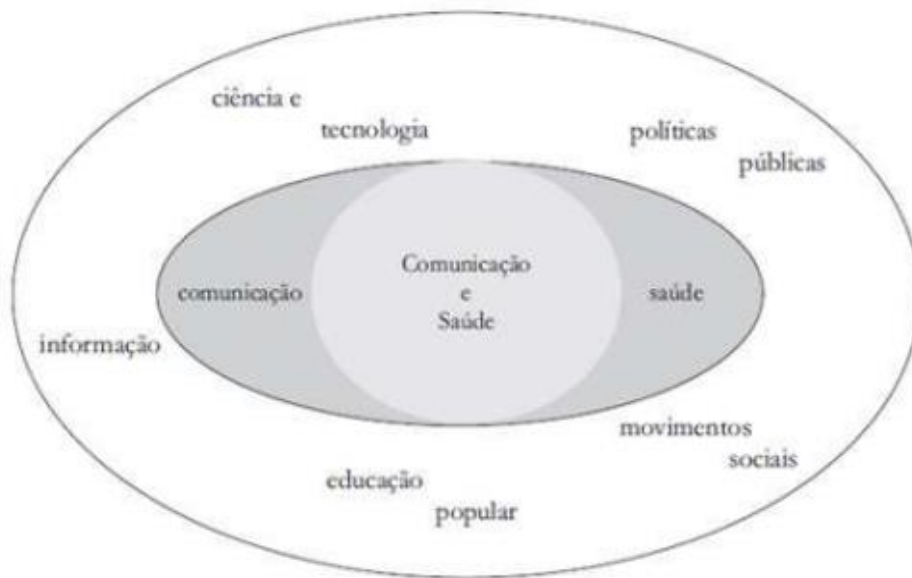 ciência e
tecnologia
políticas
públicas
comunicação
Comunicação
e
Saúde
saúde
informação
movimentos
sociais
educação
popular